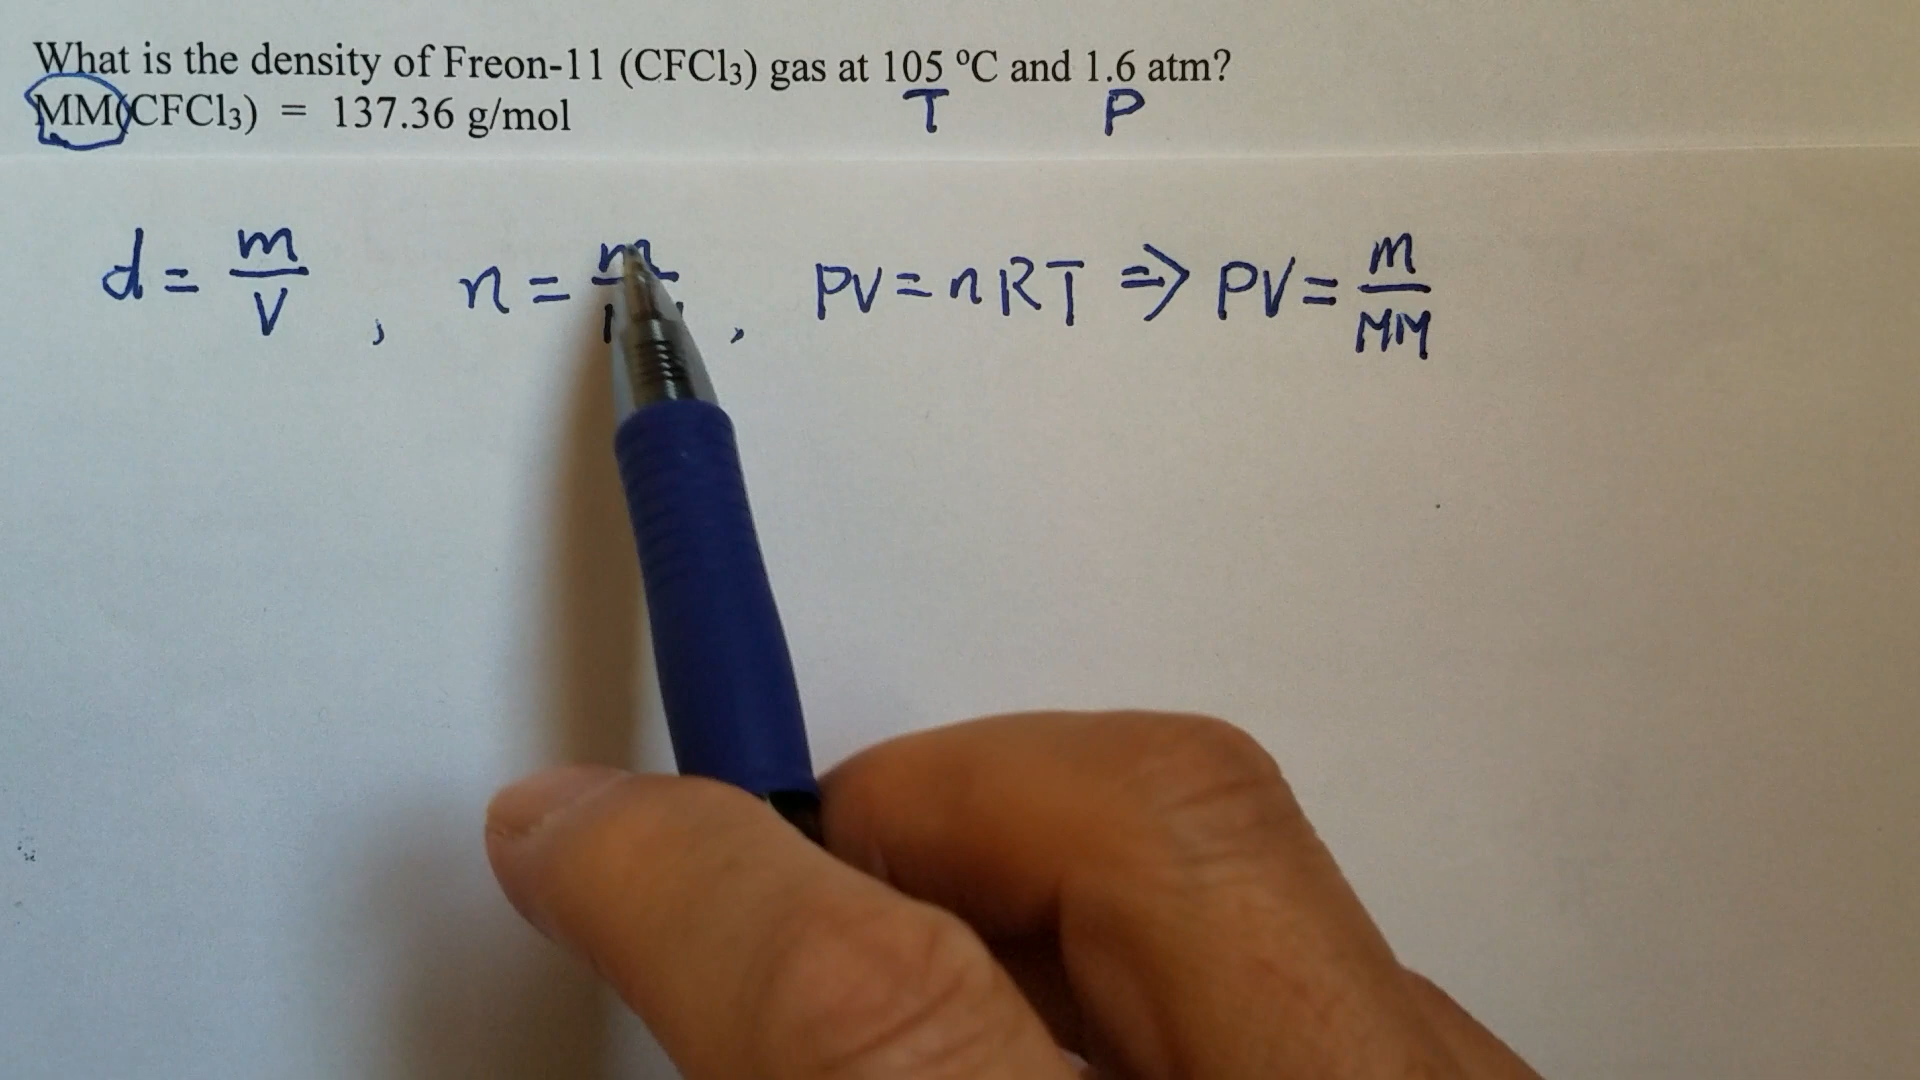 What is the density of Freon-11 (CFCl₃) gas at 105 ºC and 1.6 atm?
MM(CFCl₃) = 137.36 g/mol T P
d = m/V , n = m/ , PV = nRT ⇒ PV = m/MM